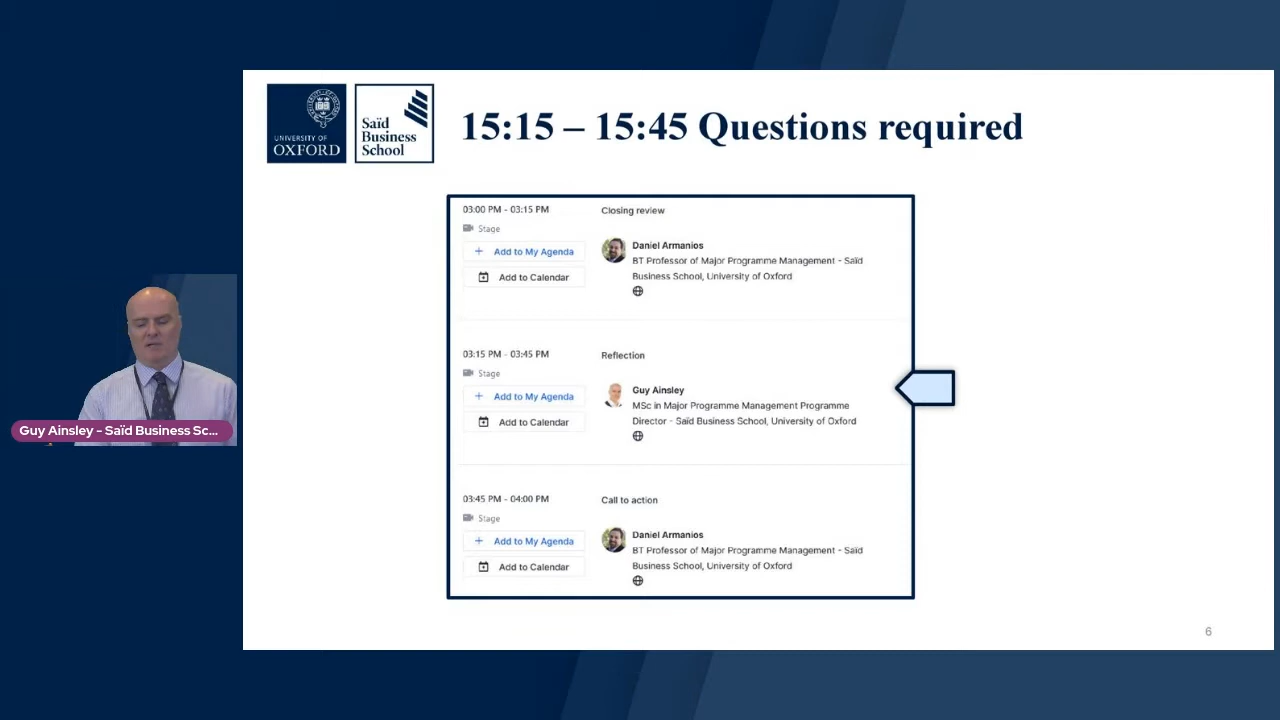 UNIVERSITY OF
OXFORD
Saïd
Business
School
15:15 – 15:45 Questions required
03:00 PM - 03:15 PM
Closing review
Stage
+ Add to My Agenda
Add to Calendar
Daniel Armanios
BT Professor of Major Programme Management - Saïd
Business School, University of Oxford
03:15 PM - 03:45 PM
Reflection
Stage
+ Add to My Agenda
Add to Calendar
Guy Ainsley
MSc in Major Programme Management Programme
Director - Saïd Business School, University of Oxford
03:45 PM - 04:00 PM
Call to action
Stage
+ Add to My Agenda
Add to Calendar
Daniel Armanios
BT Professor of Major Programme Management - Saïd
Business School, University of Oxford
6
Guy Ainsley - Saïd Business Sc...